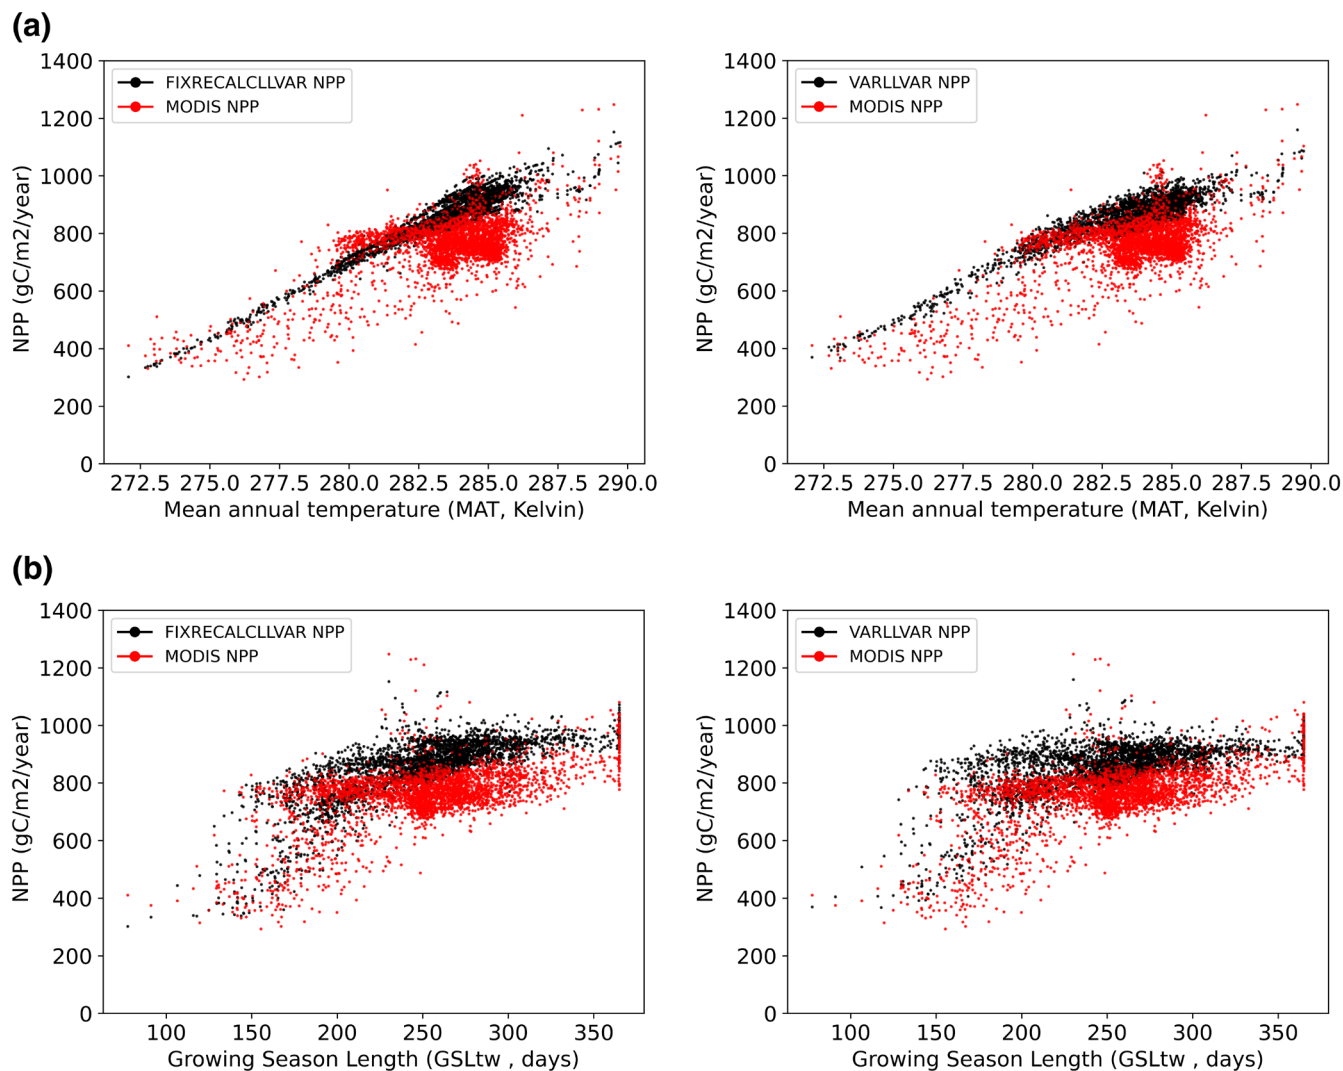 (a)
1400
1200
1000
800
600
400
200
0
NPP (gC/m2/year)
FIXRECALCLLVAR NPP
MODIS NPP
272.5 275.0 277.5 280.0 282.5 285.0 287.5 290.0
Mean annual temperature (MAT, Kelvin)
1400
1200
1000
800
600
400
200
0
NPP (gC/m2/year)
VARLLVAR NPP
MODIS NPP
272.5 275.0 277.5 280.0 282.5 285.0 287.5 290.0
Mean annual temperature (MAT, Kelvin)
(b)
1400
1200
1000
800
600
400
200
0
NPP (gC/m2/year)
FIXRECALCLLVAR NPP
MODIS NPP
100 150 200 250 300 350
Growing Season Length (GSLtw , days)
1400
1200
1000
800
600
400
200
0
NPP (gC/m2/year)
VARLLVAR NPP
MODIS NPP
100 150 200 250 300 350
Growing Season Length (GSLtw , days)